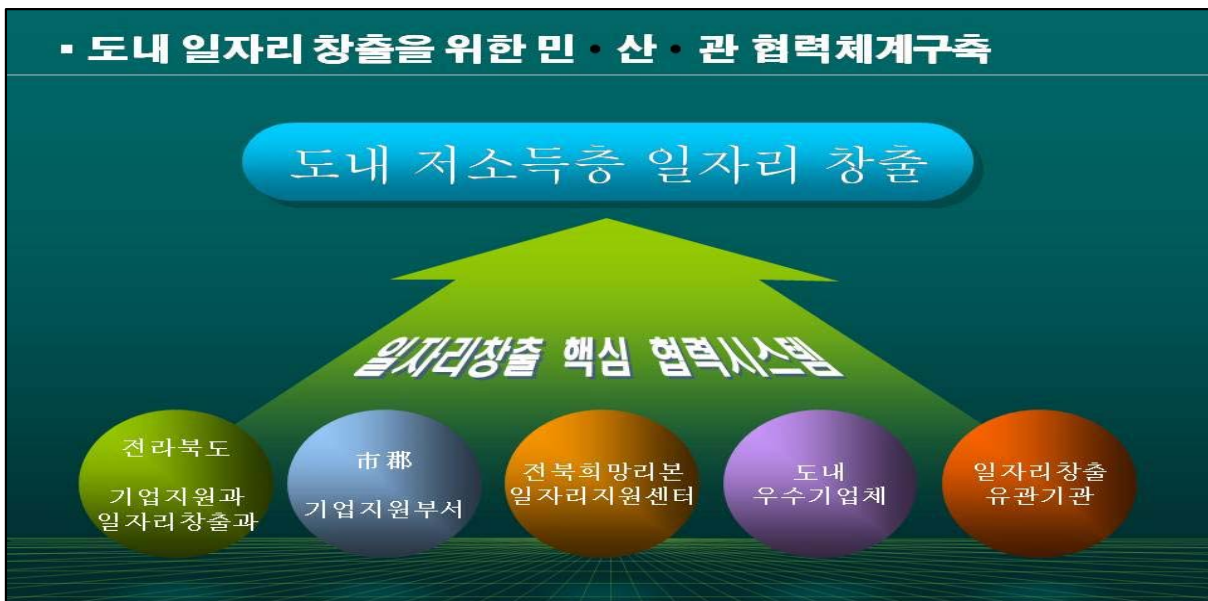 ▪ 도내 일자리 창출을 위한 민・산・관 협력체계구축
도내 저소득층 일자리 창출
일자리창출 핵심 협력시스템
전라북도
기업지원과
일자리창출과
市郡
기업지원부서
전북희망리본
일자리지원센터
도내
우수기업체
일자리창출
유관기관